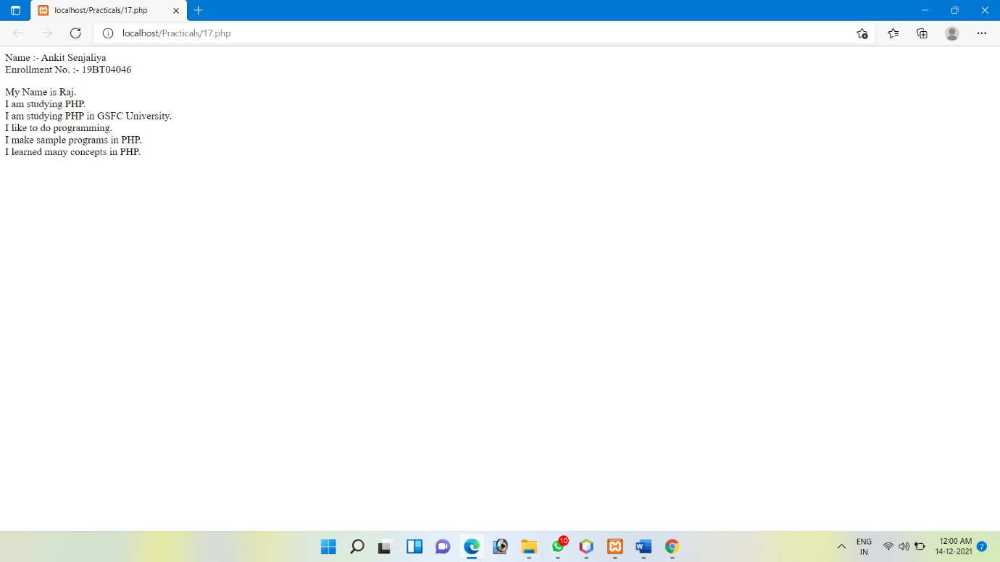 localhost/Practicals/17.php
localhost/Practicals/17.php
Name :- Ankit Senjaliya
Enrollment No. :- 19BT04046
My Name is Raj.
I am studying PHP.
I am studying PHP in GSFC University.
I like to do programming.
I make sample programs in PHP.
I learned many concepts in PHP.
10
W
ENG
IN
12:00 AM
14-12-2021
7